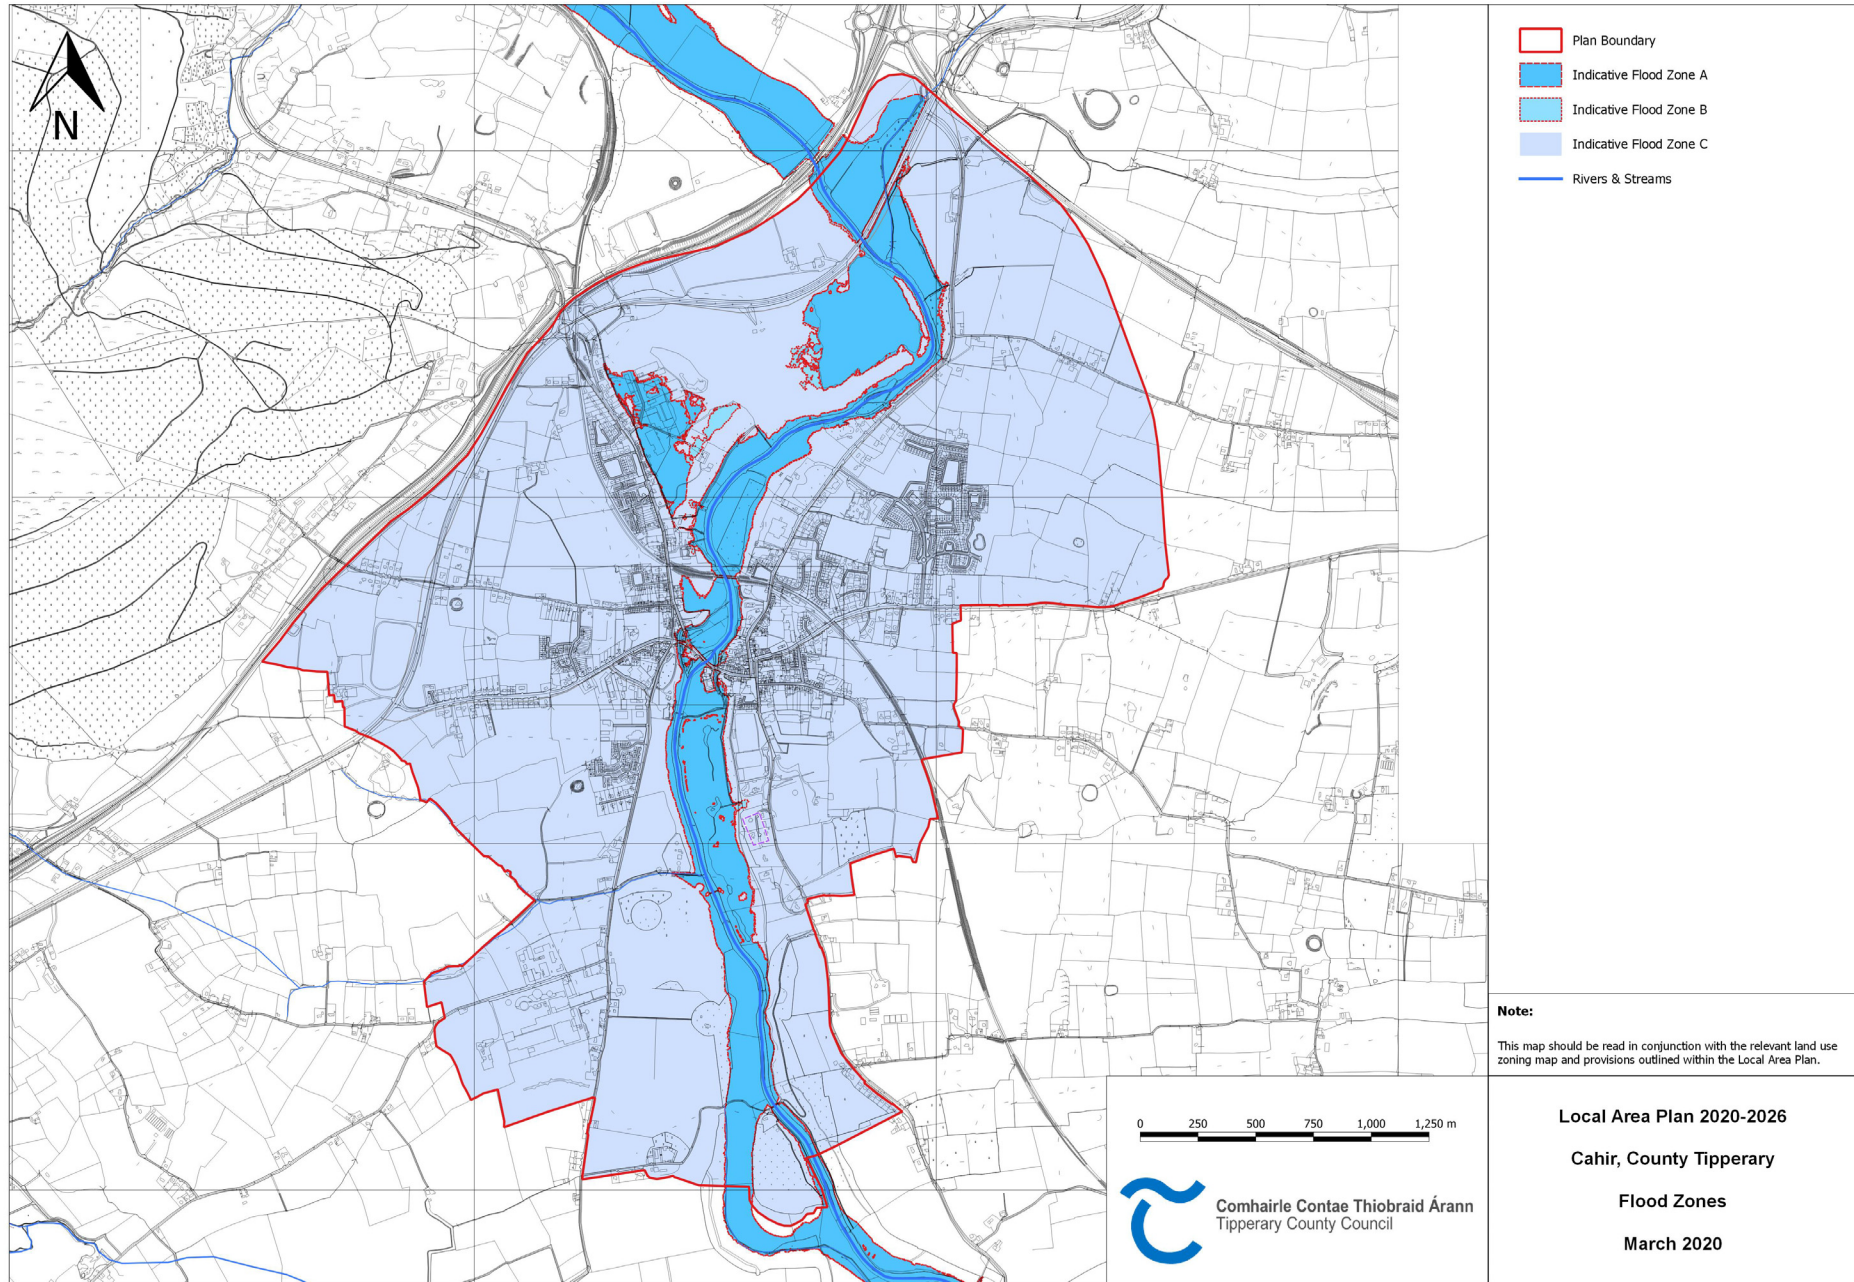 N
Plan Boundary
Indicative Flood Zone A
Indicative Flood Zone B
Indicative Flood Zone C
Rivers & Streams
Note:
This map should be read in conjunction with the relevant land use
zoning map and provisions outlined within the Local Area Plan.
0 250 500 750 1,000 1,250 m
Comhairle Contae Thiobraid Árann
Tipperary County Council
Local Area Plan 2020-2026
Cahir, County Tipperary
Flood Zones
March 2020